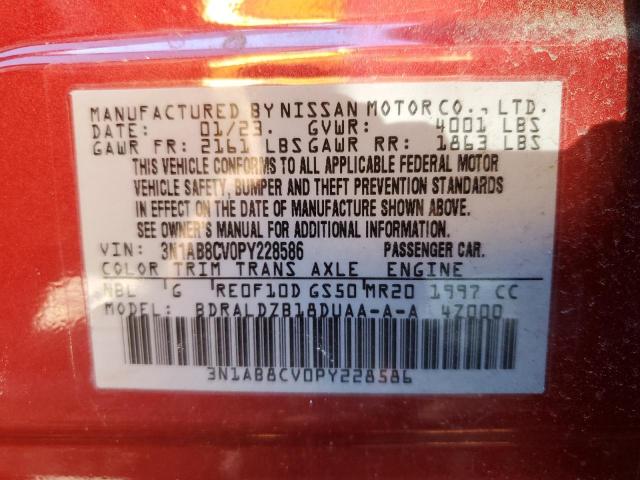 MANUFACTURED BY NISSAN MOTOR CO., LTD.
DATE: 01/23. GVWR: 4001 LBS
GAWR FR: 2161 LBS GAWR RR: 1863 LBS
THIS VEHICLE CONFORMS TO ALL APPLICABLE FEDERAL MOTOR
VEHICLE SAFETY, BUMPER AND THEFT PREVENTION STANDARDS
IN EFFECT ON THE DATE OF MANUFACTURE SHOWN ABOVE.
SEE OWNER'S MANUAL FOR ADDITIONAL INFORMATION.
VIN: 3N1AB8CV0PY228586 PASSENGER CAR.
COLOR TRIM TRANS AXLE ENGINE
NBL G RE0F10D GS50 MR20 1997 CC
MODEL: BDRALDZB18DUAA-A-A 4Z000
3N1AB8CV0PY228586